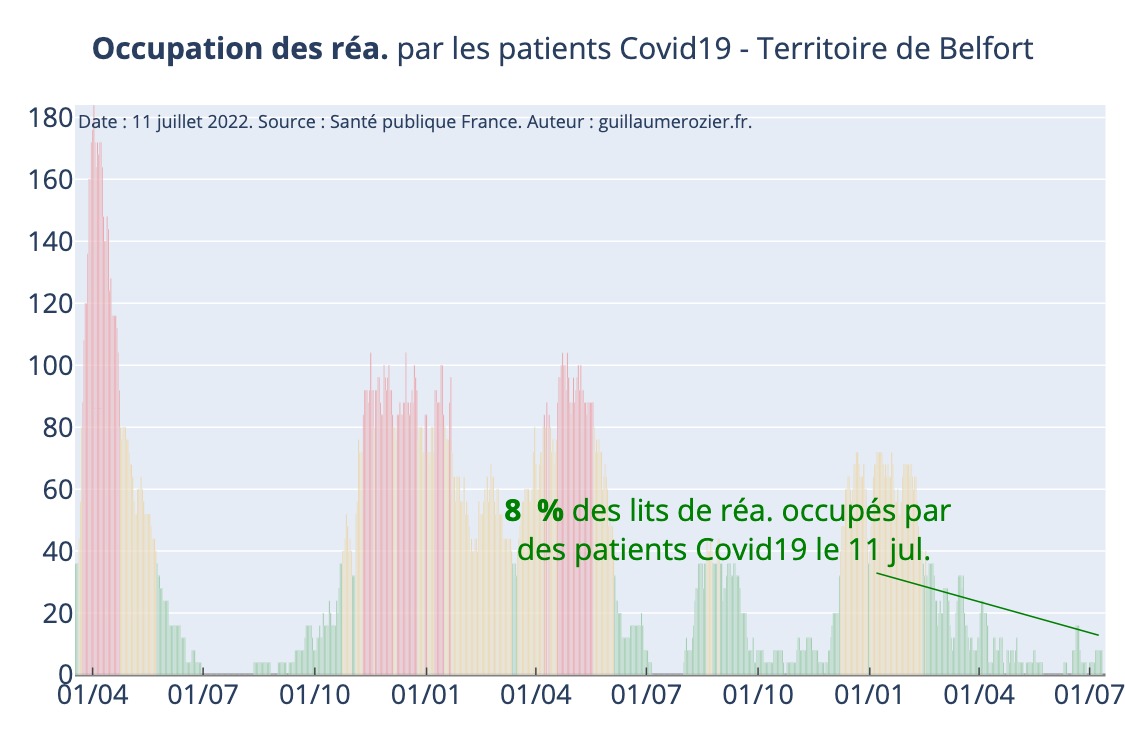 Occupation des réa. par les patients Covid19 - Territoire de Belfort
180
Date : 11 juillet 2022. Source : Santé publique France. Auteur : guillaumerozier.fr.
160
140
120
100
80
60
8 % des lits de réa. occupés par
des patients Covid19 le 11 jul.
40
20
0
01/04 01/07 01/10 01/01 01/04 01/07 01/10 01/01 01/04 01/07